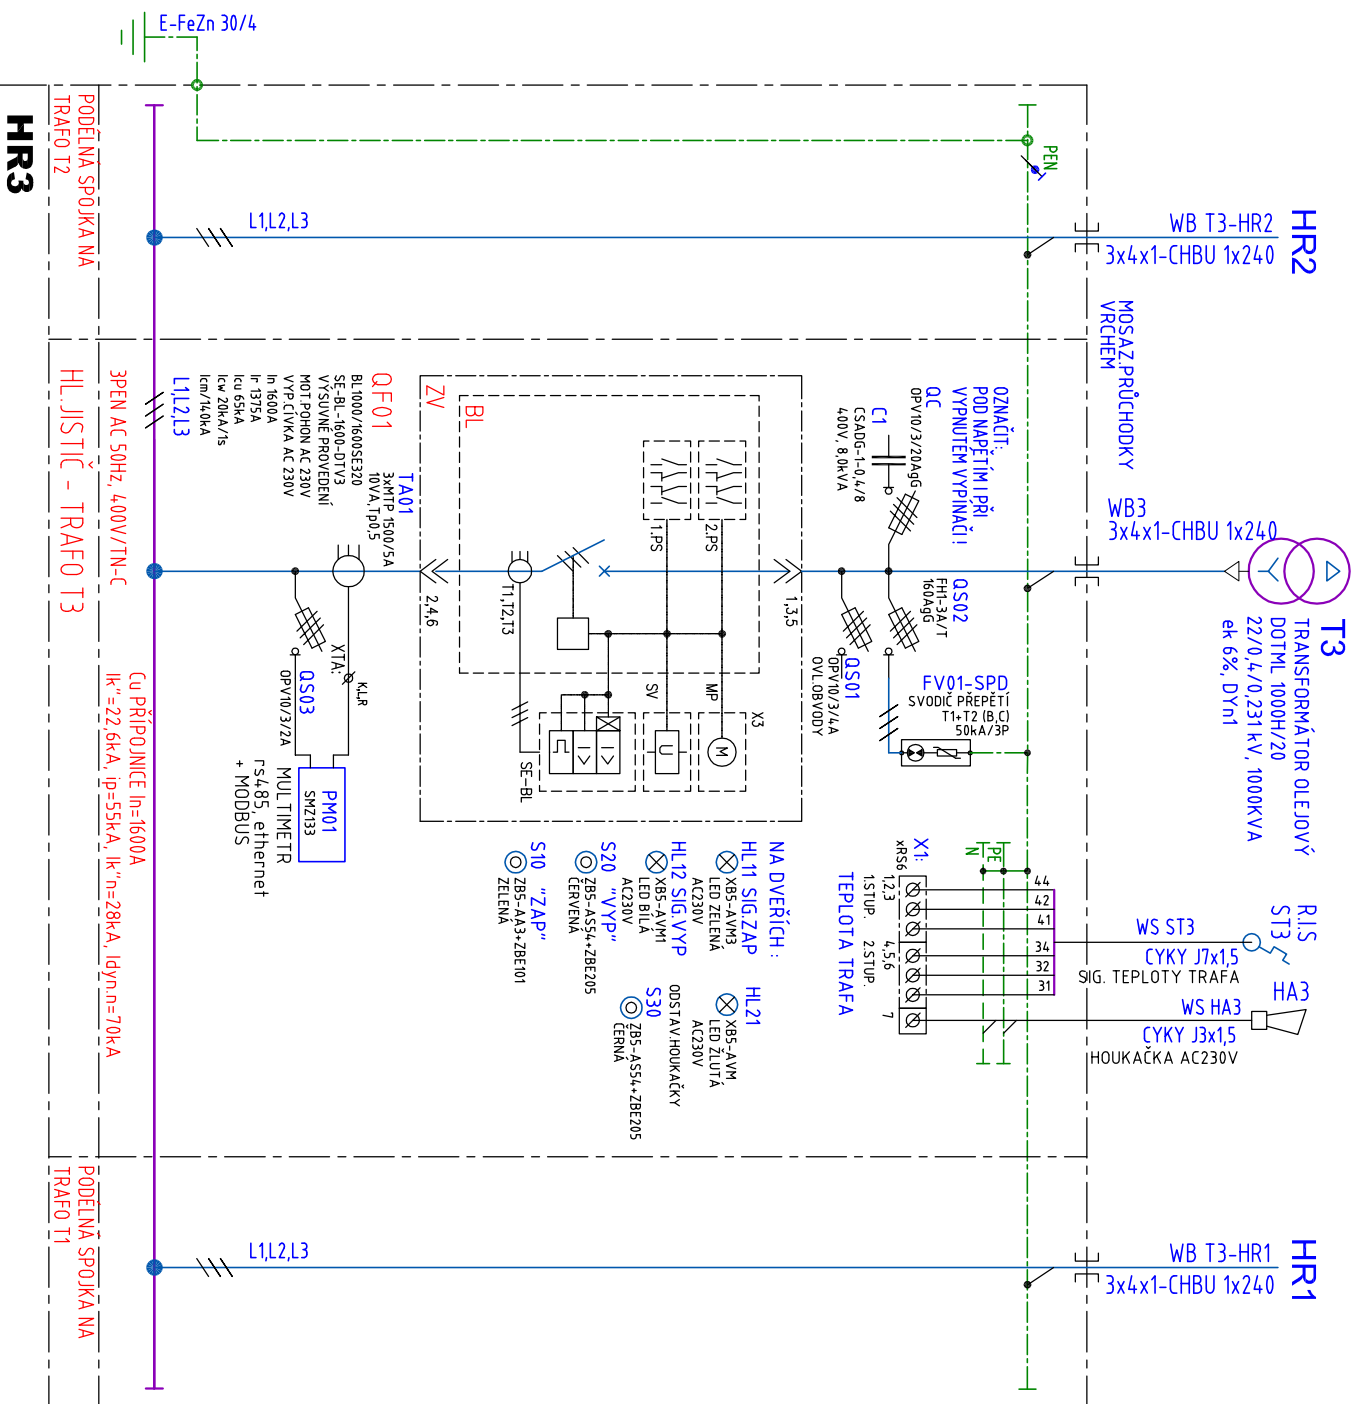 E-FeZn 30/4
HR3
PODÉLNÁ SPOJKA NA
TRAFO T2
L1,L2,L3
PEN
WB T3-HR2
3x4x1-CHBU 1x240
HR2
MOSAZ.PRŮCHODKY
VRCHEM
HL.JISTIČ - TRAFO T3
3PEN AC 50Hz, 400V/TN-C
L1,L2,L3
QF01
BL1000/1600SE320
SE-BL-1600-DTV3
VÝSUVNÉ PROVEDENÍ
MOT.POHON AC 230V
VYP.CÍVKA AC 230V
In 1600A
Ir 1375A
Icu 65kA
Icw 20kA/1s
Icm/140kA
TA01
3xMTP 1500/5A
10VA,Tp0,5
ZV
BL
2,4,6
T1,T2,T3
1.PS
2.PS
1,3,5
SV
MP
X3
M
U
SE-BL
XTA:
K,L,R
QS03
OPV10/3/2A
PM01
SMZ133
MULTIMETR
rs485, ethernet
+ MODBUS
Cu PŘÍPOJNICE In=1600A
Ik"=22,6kA, ip=55kA, Ik"n=28kA, Idyn.n=70kA
OZNAČIT:
POD NAPĚTÍM I PŘI
VYPNUTÉM VYPÍNAČI !
QC
OPV10/3/20AgG
C1
CSADG-1-0,4/8
400V, 8,0kVA
QS02
FH1-3A/T
160AgG
QS01
OPV10/3/4A
OVL.OBVODY
FV01-SPD
SVODIČ PŘEPĚTÍ
T1+T2 (B,C)
50kA/3P
WB3
3x4x1-CHBU 1x240
T3
TRANSFORMÁTOR OLEJOVÝ
DOTML 1000H/20
22/0,4/0,231 kV, 1000KVA
ek 6%, DYn1
NA DVEŘÍCH :
HL11 SIG.ZAP
XB5-AVM3
LED ZELENÁ
AC230V
HL12 SIG.VYP
XB5-AVM1
LED BÍLÁ
AC230V
S20 "VYP"
ZB5-AS54+ZBE205
ČERVENÁ
S10 "ZAP"
ZB5-AA3+ZBE101
ZELENÁ
HL21
XB5-AVM
LED ŽLUTÁ
AC230V
ODSTAV.HOUKAČKY
S30
ZB5-AS54+ZBE205
ČERNÁ
X1:
xRS6
1,2,3
1.STUP.
4,5,6
2.STUP.
7
TEPLOTA TRAFA
N
PE
44
42
41
34
32
31
WS ST3
CYKY J7x1,5
SIG. TEPLOTY TRAFA
R.I.S
ST3
HA3
WS HA3
CYKY J3x1,5
HOUKAČKA AC230V
PODÉLNÁ SPOJKA NA
TRAFO T1
L1,L2,L3
WB T3-HR1
3x4x1-CHBU 1x240
HR1